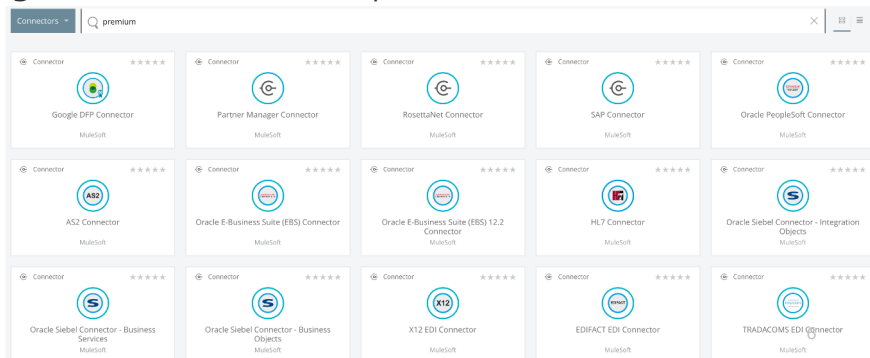 Connectors
premium
Connector
Google DFP Connector
MuleSoft
Connector
Partner Manager Connector
MuleSoft
Connector
RosettaNet Connector
MuleSoft
Connector
SAP Connector
MuleSoft
Connector
Oracle PeopleSoft Connector
MuleSoft
Connector
AS2
AS2 Connector
MuleSoft
Connector
Oracle E-Business Suite (EBS) Connector
MuleSoft
Connector
Oracle E-Business Suite (EBS) 12.2
Connector
MuleSoft
Connector
HL7 Connector
MuleSoft
Connector
S
Oracle Siebel Connector - Integration
Objects
MuleSoft
Connector
S
Oracle Siebel Connector - Business
Services
MuleSoft
Connector
S
Oracle Siebel Connector - Business
Objects
MuleSoft
Connector
X12
X12 EDI Connector
MuleSoft
Connector
EDIFACT
EDIFACT EDI Connector
MuleSoft
Connector
TRADACOMS EDI Connector
MuleSoft
6